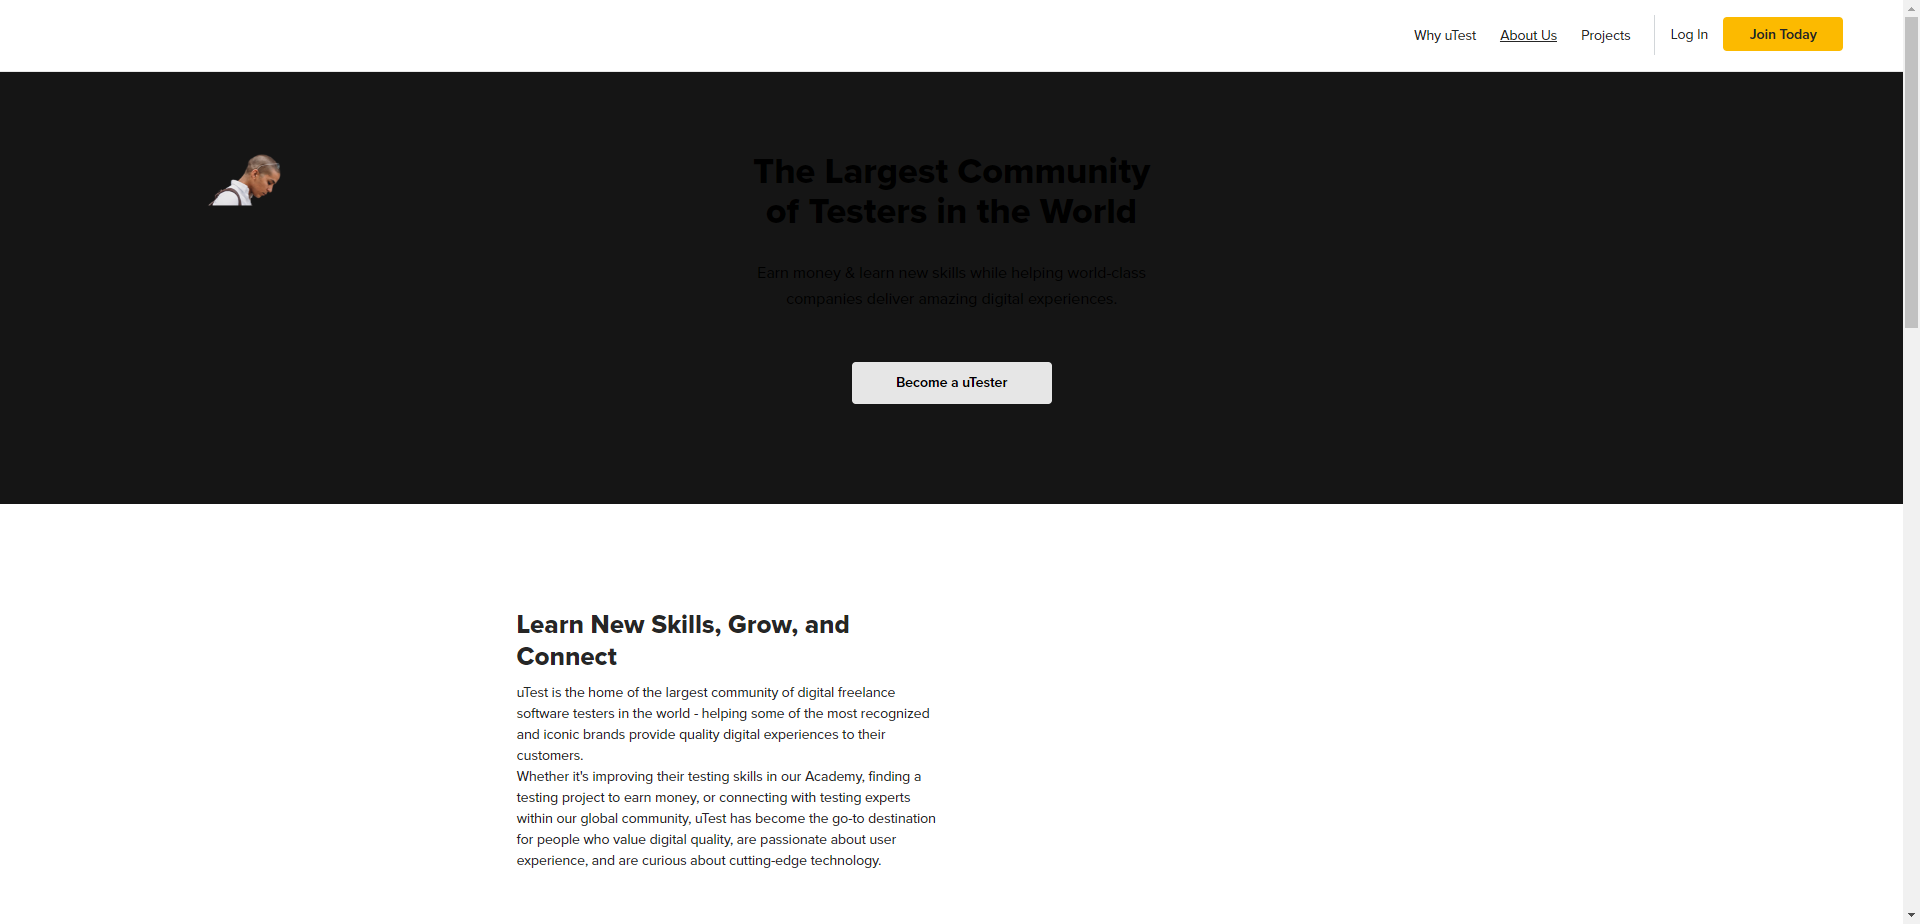 Why uTest About Us Projects Log In Join Today
The Largest Community
of Testers in the World
Earn money & learn new skills while helping world-class
companies deliver amazing digital experiences.
Become a uTester
Learn New Skills, Grow, and
Connect
uTest is the home of the largest community of digital freelance
software testers in the world - helping some of the most recognized
and iconic brands provide quality digital experiences to their
customers.
Whether it's improving their testing skills in our Academy, finding a
testing project to earn money, or connecting with testing experts
within our global community, uTest has become the go-to destination
for people who value digital quality, are passionate about user
experience, and are curious about cutting-edge technology.